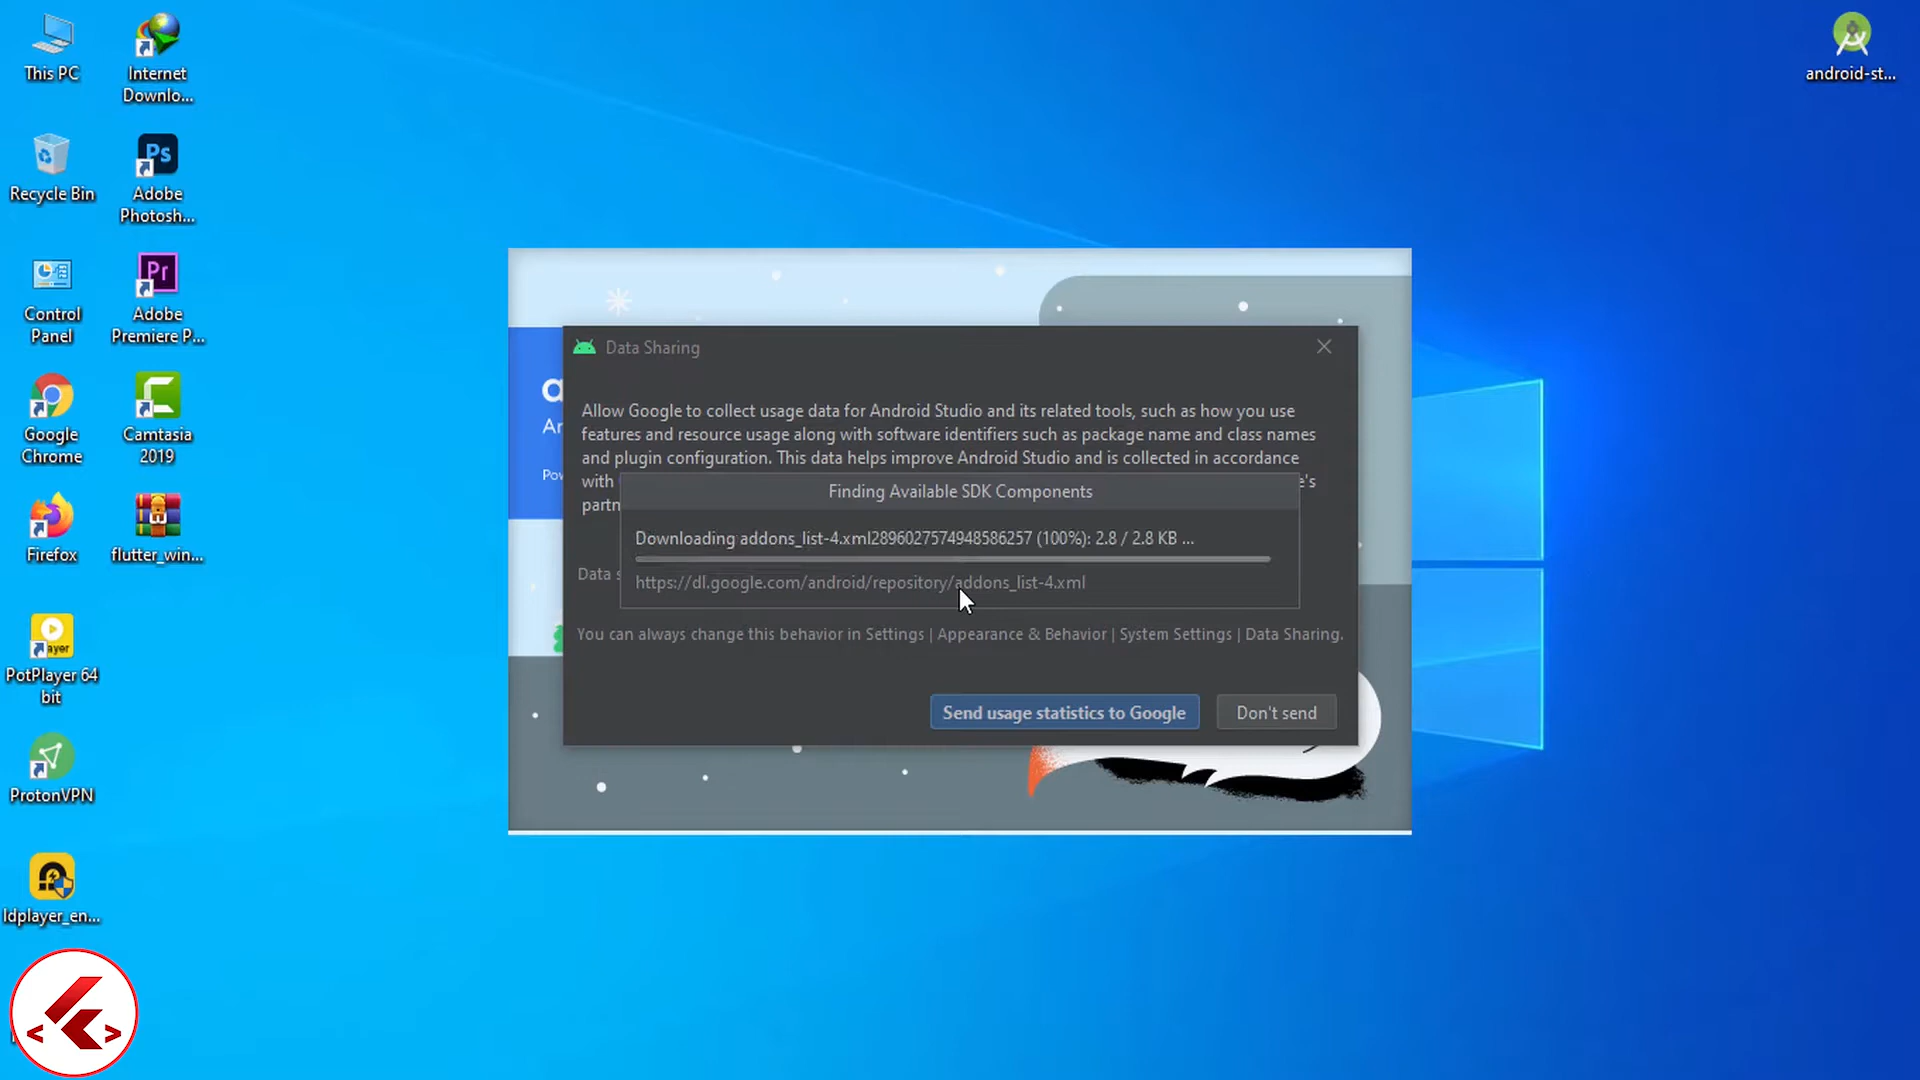 This PC
Internet
Downlo...
Recycle Bin
Ps
Adobe
Photosh...
Control
Panel
Pr
Adobe
Premiere P...
Google
Chrome
Camtasia
2019
Firefox
flutter_win...
PotPlayer 64
bit
ProtonVPN
ldplayer_en...
android-st...
Data Sharing
Allow Google to collect usage data for Android Studio and its related tools, such as how you use
features and resource usage along with software identifiers such as package name and class names
and plugin configuration. This data helps improve Android Studio and is collected in accordance
with
Finding Available SDK Components
Downloading addons_list-4.xml2896027574948586257 (100%): 2.8 / 2.8 KB ...
https://dl.google.com/android/repository/addons_list-4.xml
Data
You can always change this behavior in Settings | Appearance & Behavior | System Settings | Data Sharing.
Send usage statistics to Google
Don't send